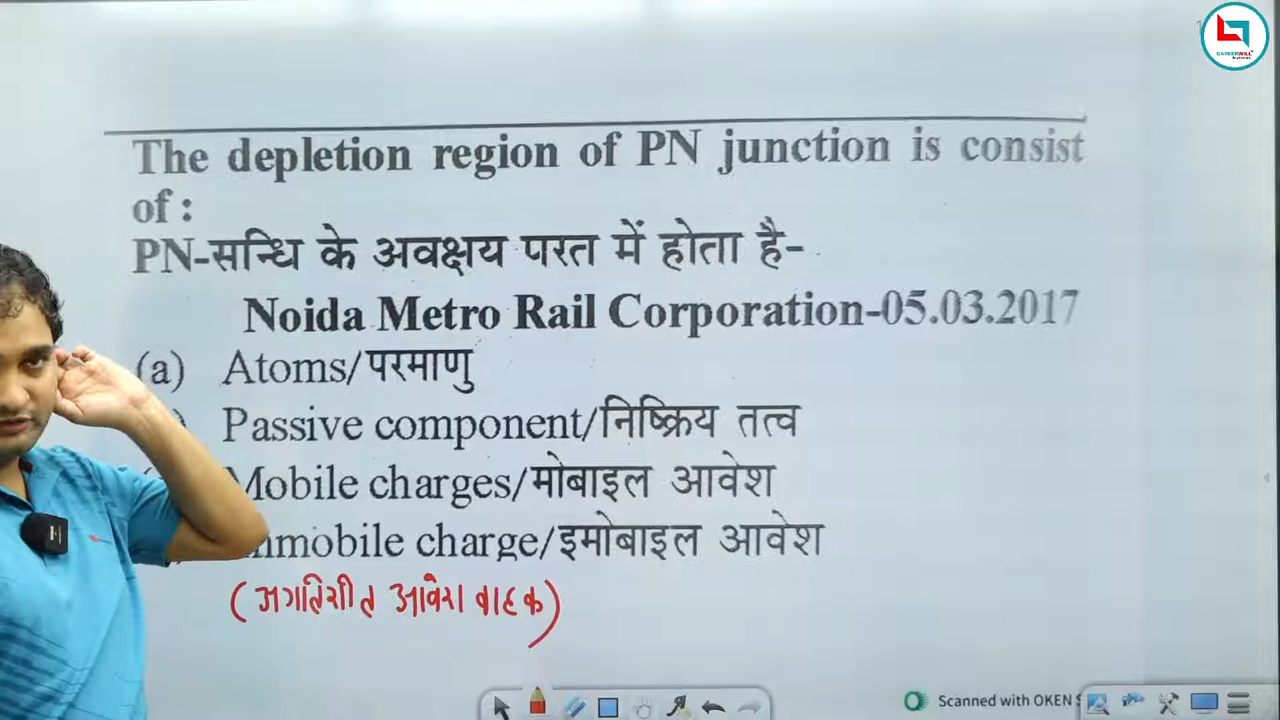 CAREERWILL
The depletion region of PN junction is consist
of :
PN-सन्धि के अवक्षय परत में होता है-
Noida Metro Rail Corporation-05.03.2017
(a) Atoms/परमाणु
Passive component/निष्क्रिय तत्व
Mobile charges/मोबाइल आवेश
mmobile charge/इमोबाइल आवेश
(अगतिशील आवेश वाहक)
Scanned with OKEN S